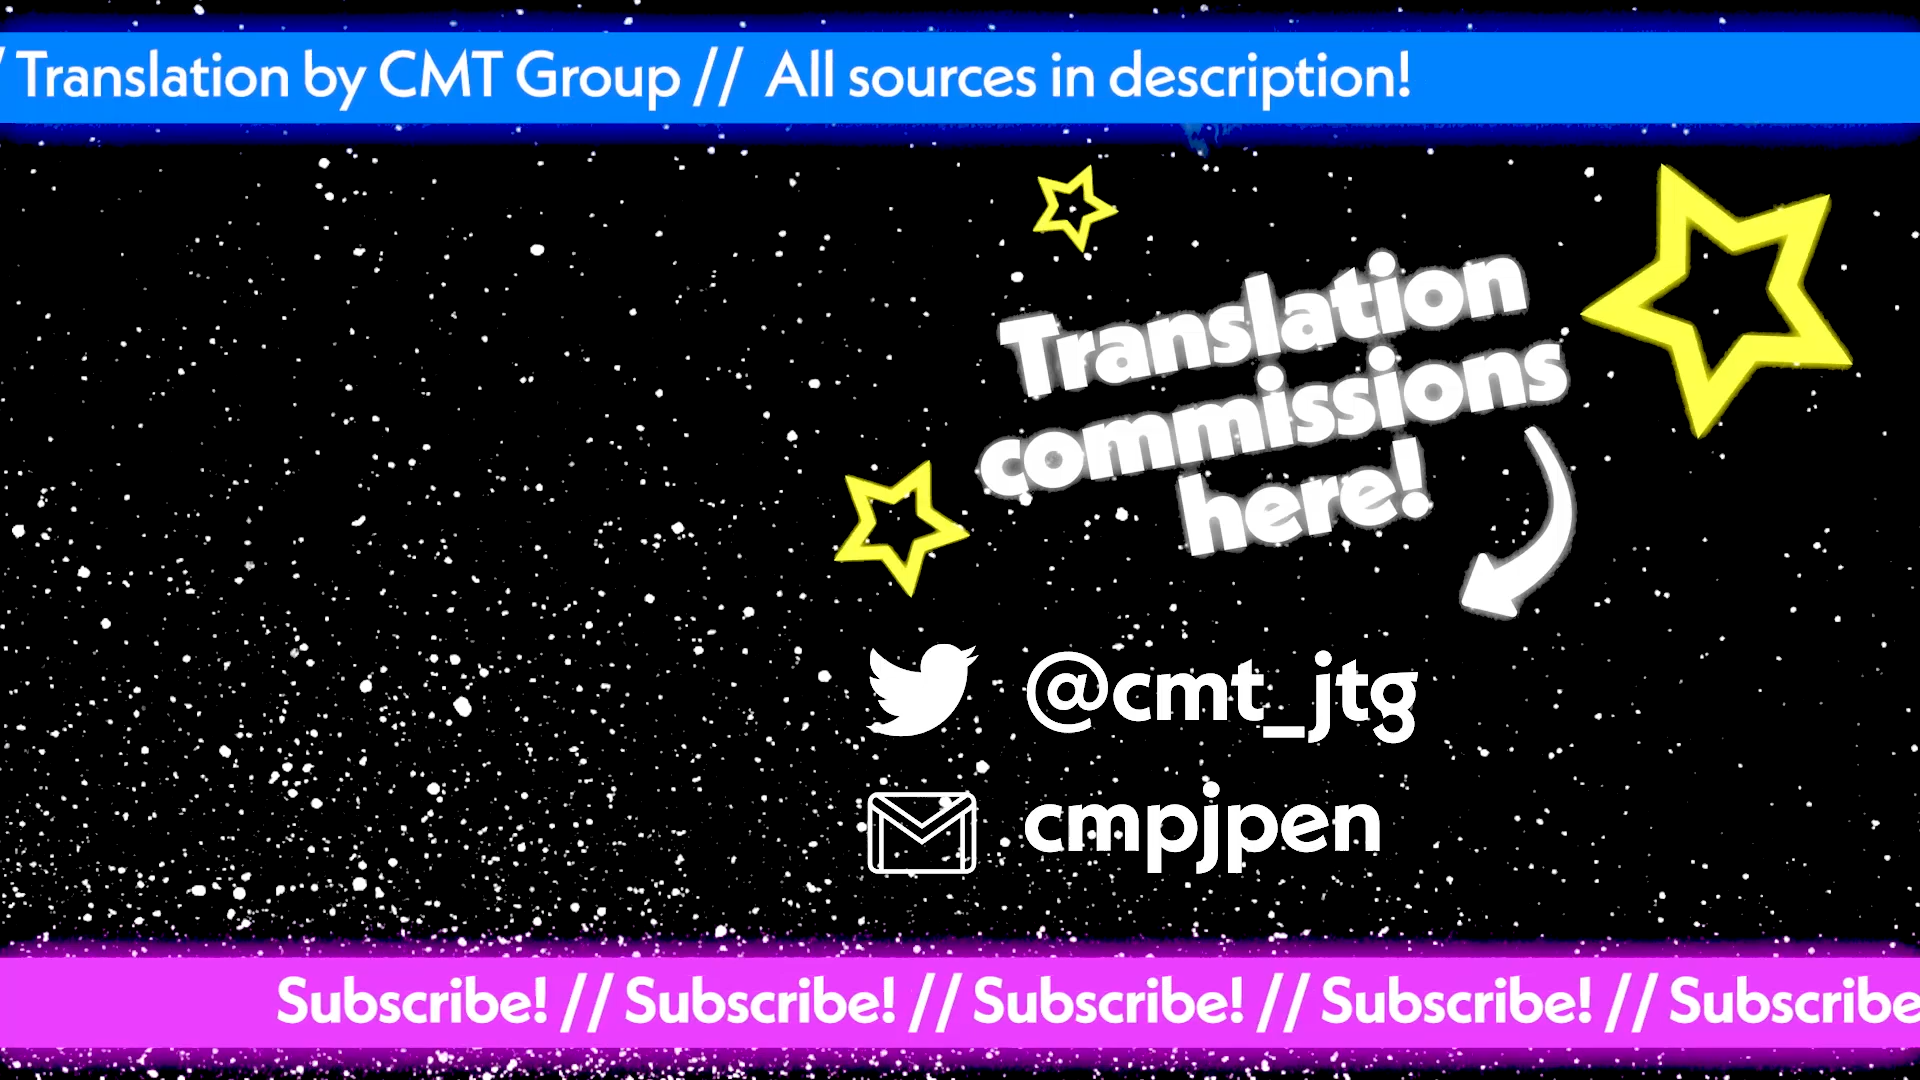 / Translation by CMT Group // All sources in description!
Translation
commissions
here!
@cmt_jtg
cmpjpen
Subscribe! // Subscribe! // Subscribe! // Subscribe! // Subscribe